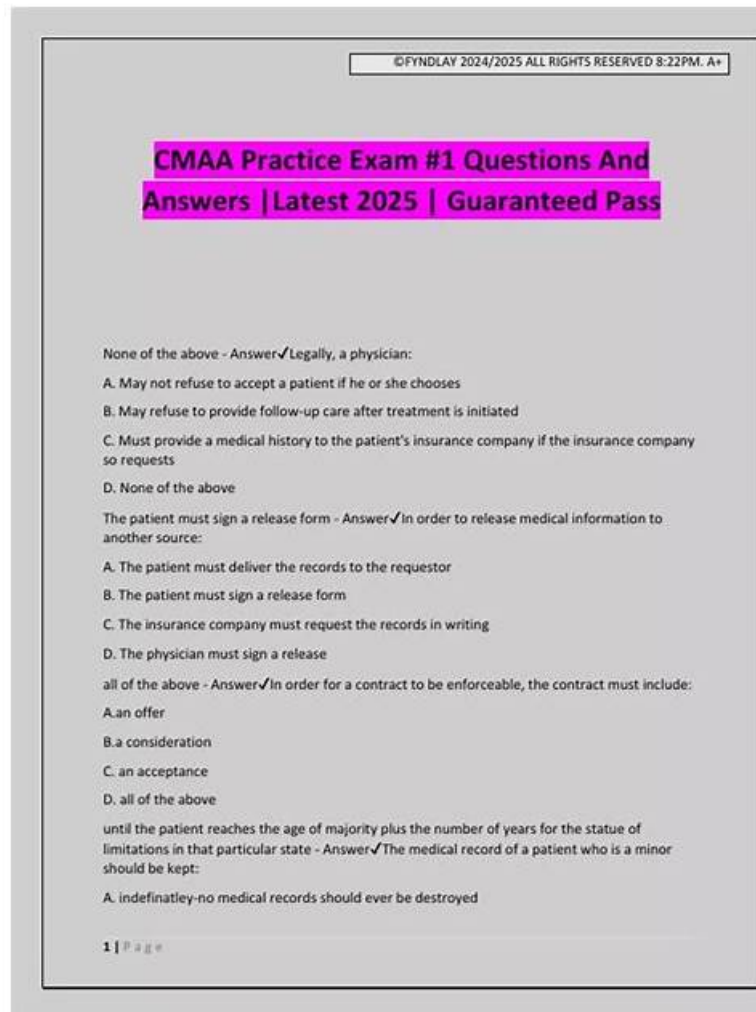 ©FYNDLAY 2024/2025 ALL RIGHTS RESERVED 8:22PM. A+
CMAA Practice Exam #1 Questions And
Answers |Latest 2025 | Guaranteed Pass
None of the above - Answer✔Legally, a physician:
A. May not refuse to accept a patient if he or she chooses
B. May refuse to provide follow-up care after treatment is initiated
C. Must provide a medical history to the patient's insurance company if the insurance company
so requests
D. None of the above
The patient must sign a release form - Answer✔In order to release medical information to
another source:
A. The patient must deliver the records to the requestor
B. The patient must sign a release form
C. The insurance company must request the records in writing
D. The physician must sign a release
all of the above - Answer✔In order for a contract to be enforceable, the contract must include:
A.an offer
B.a consideration
C. an acceptance
D. all of the above
until the patient reaches the age of majority plus the number of years for the statue of
limitations in that particular state - Answer✔The medical record of a patient who is a minor
should be kept:
A. indefinatley-no medical records should ever be destroyed
1 | Page